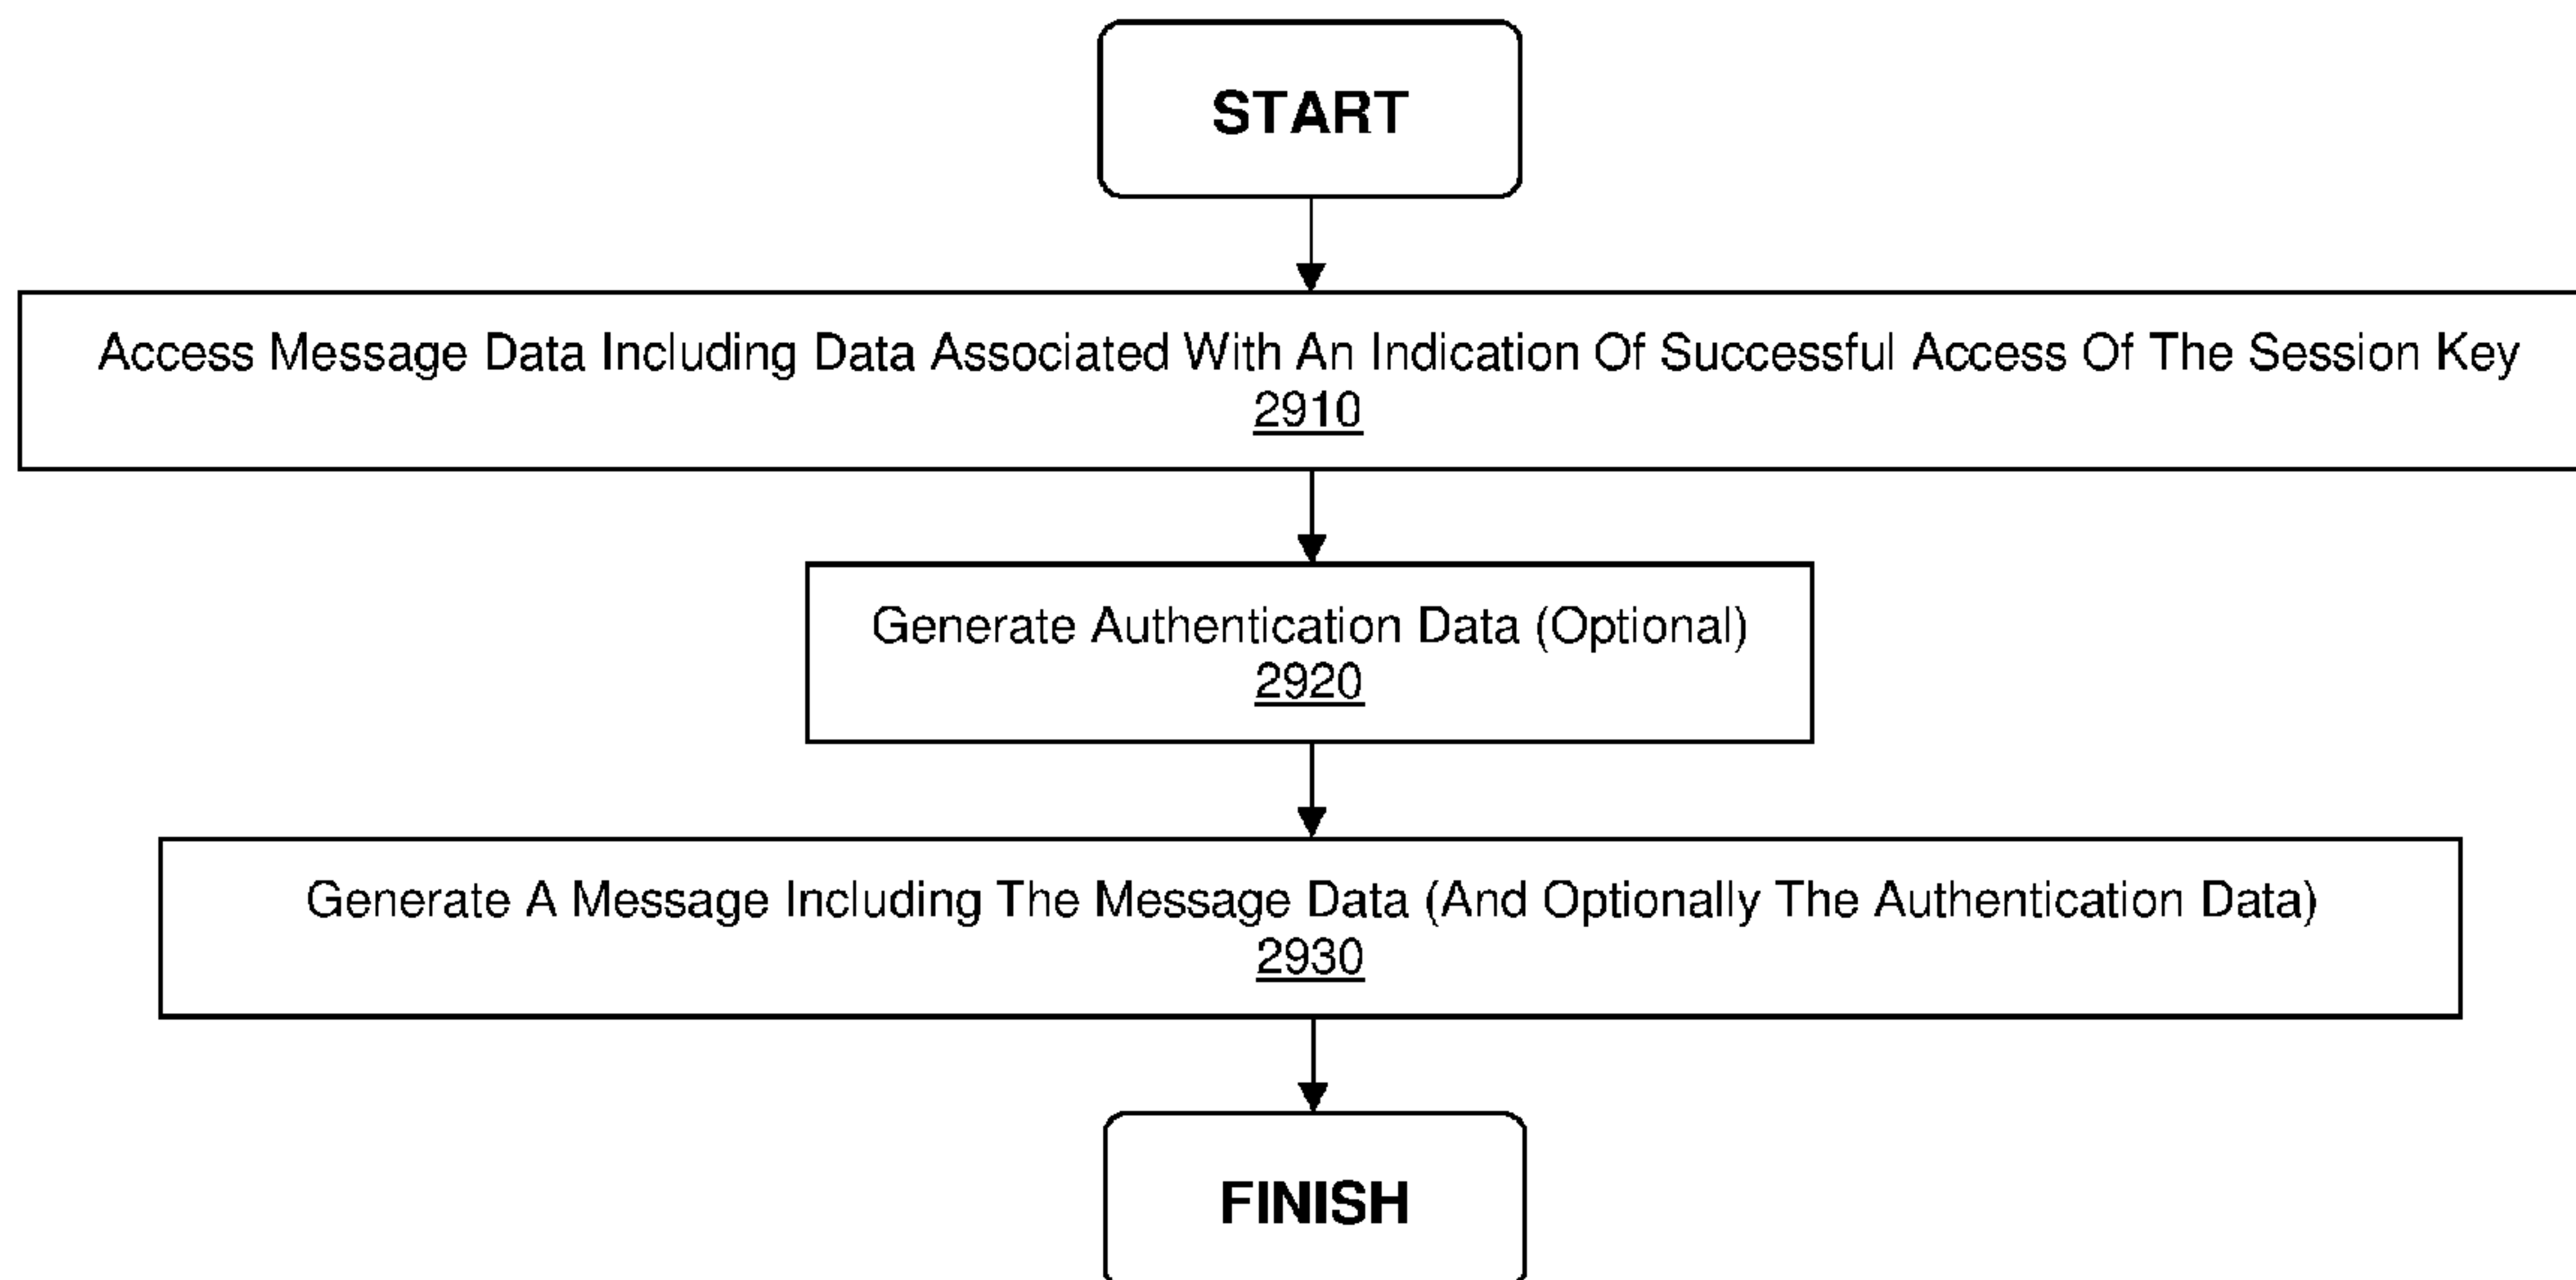 START
Access Message Data Including Data Associated With An Indication Of Successful Access Of The Session Key
2910
Generate Authentication Data (Optional)
2920
Generate A Message Including The Message Data (And Optionally The Authentication Data)
2930
FINISH